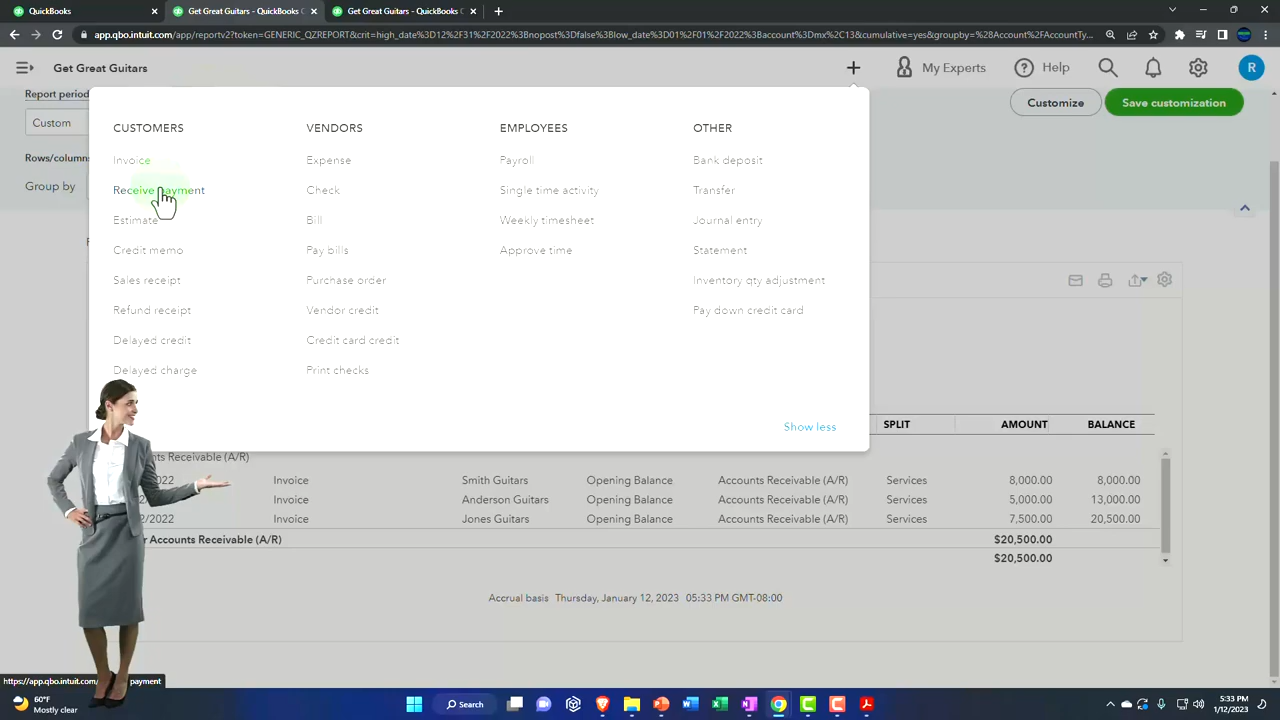 QuickBooks
Get Great Guitars - QuickBooks C
Get Great Guitars - QuickBooks C
app.qbo.intuit.com/app/reportv2?token=GENERIC_QZREPORT&crit=high_date%3D12%2F31%2F2022%3Bnopost%3Dfalse%3Blow_date%3D01%2F01%2F2022%3Baccount%3Dmx%2C13%3Bcumulative%3Dyes%3Bgroupby=%28Account%2CAccountTy...
Get Great Guitars
My Experts
Help
R
Report period
Custom
Customize
Save customization
Rows/columns
Group by
CUSTOMERS
Invoice
Receive payment
Estimate
Credit memo
Sales receipt
Refund receipt
Delayed credit
Delayed charge
VENDORS
Expense
Check
Bill
Pay bills
Purchase order
Vendor credit
Credit card credit
Print checks
EMPLOYEES
Payroll
Single time activity
Weekly timesheet
Approve time
OTHER
Bank deposit
Transfer
Journal entry
Statement
Inventory qty adjustment
Pay down credit card
Show less
SPLIT AMOUNT BALANCE
nts Receivable (A/R)
2022 Invoice Smith Guitars Opening Balance Accounts Receivable (A/R) Services 8,000.00 8,000.00
/2022 Invoice Anderson Guitars Opening Balance Accounts Receivable (A/R) Services 5,000.00 13,000.00
2/2022 Invoice Jones Guitars Opening Balance Accounts Receivable (A/R) Services 7,500.00 20,500.00
r Accounts Receivable (A/R) $20,500.00
$20,500.00
Accrual basis Thursday, January 12, 2023 05:33 PM GMT-08:00
https://qbo.intuit.com/app/ payment
60°F
Mostly clear
Search
5:33 PM
1/12/2023